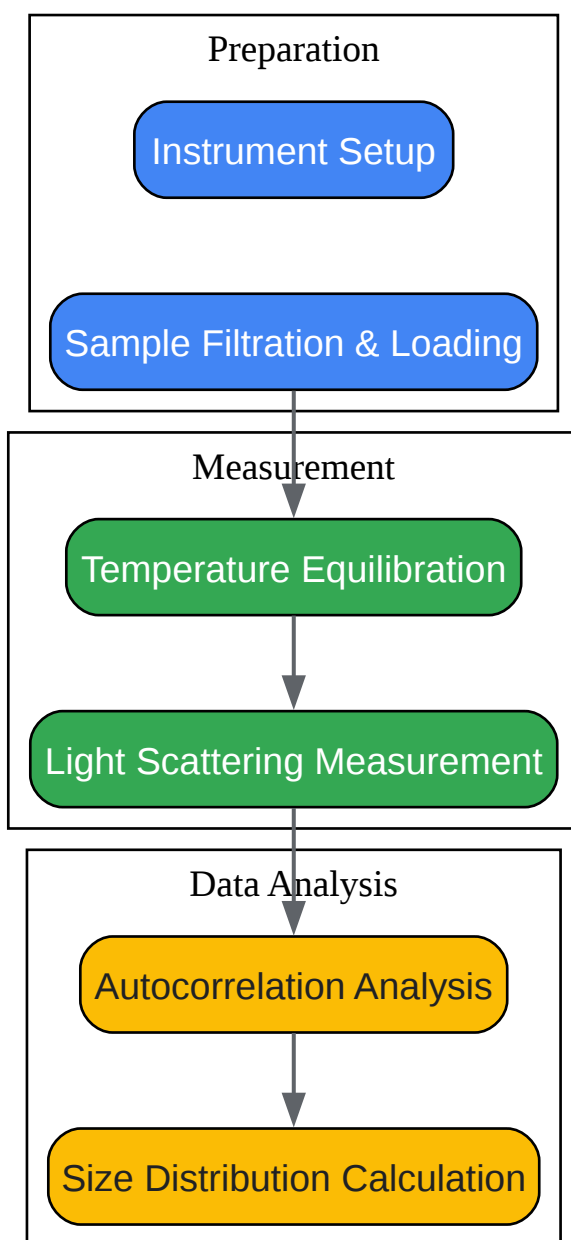 Preparation
Instrument Setup
Sample Filtration & Loading
Measurement
Temperature Equilibration
Light Scattering Measurement
Data Analysis
Autocorrelation Analysis
Size Distribution Calculation